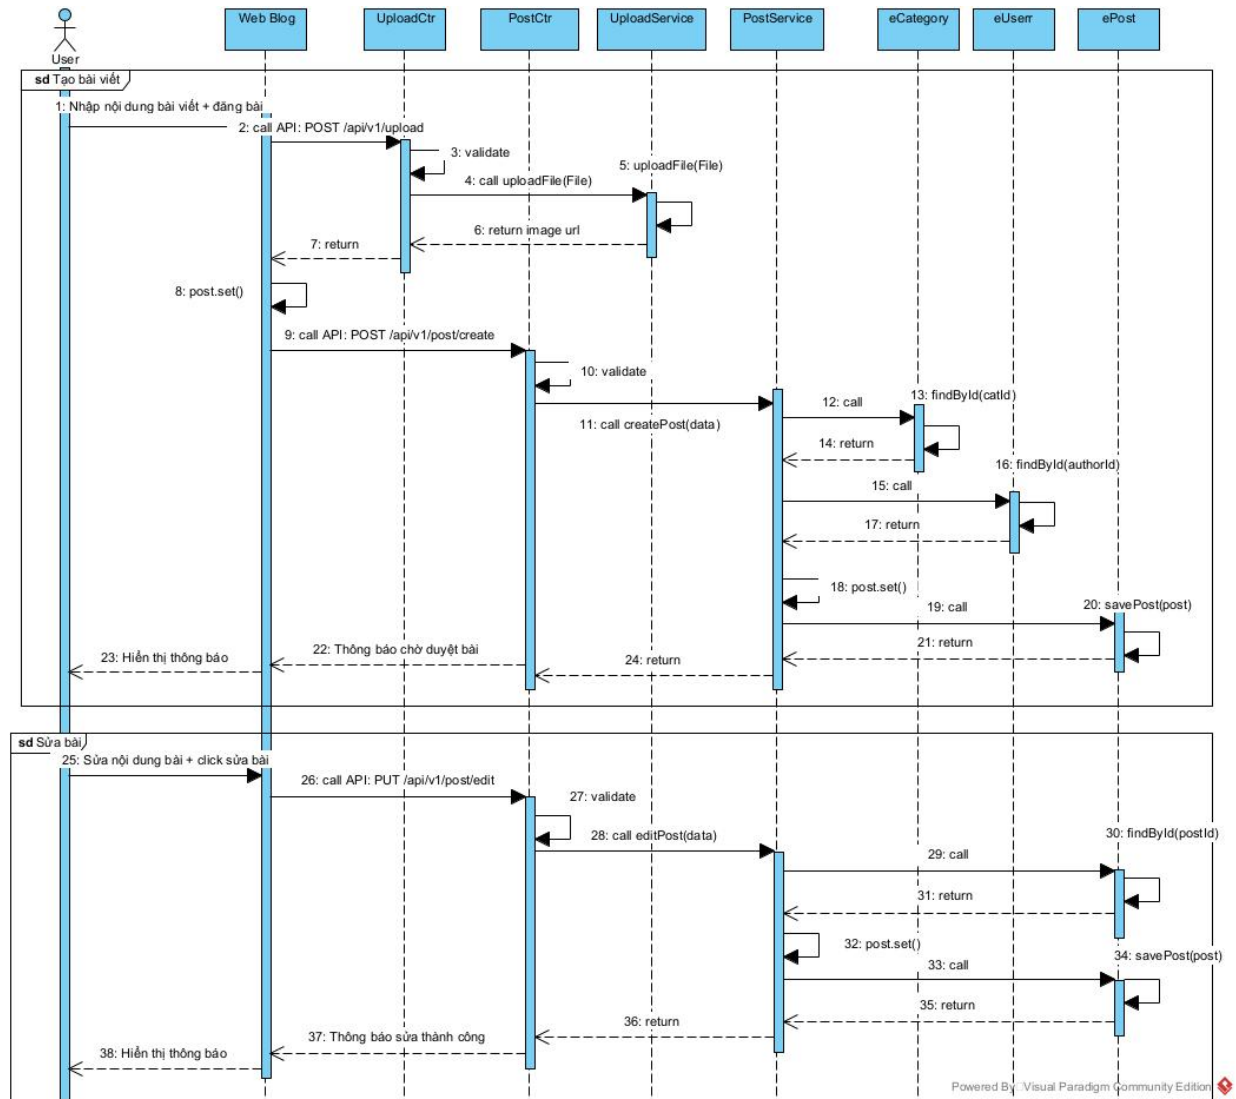 User
Web Blog
UploadCtr
PostCtr
UploadService
PostService
eCategory
eUserr
ePost
sd Tạo bài viết
1: Nhập nội dung bài viết + đăng bài
2: call API: POST /api/v1/upload
3: validate
4: call uploadFile(File)
5: uploadFile(File)
6: return image url
7: return
8: post.set()
9: call API: POST /api/v1/post/create
10: validate
11: call createPost(data)
12: call
13: findById(catId)
14: return
15: call
16: findById(authorId)
17: return
18: post.set()
19: call
20: savePost(post)
21: return
22: Thông báo chờ duyệt bài
23: Hiển thị thông báo
24: return
sd Sửa bài
25: Sửa nội dung bài + click sửa bài
26: call API: PUT /api/v1/post/edit
27: validate
28: call editPost(data)
29: call
30: findById(postId)
31: return
32: post.set()
33: call
34: savePost(post)
35: return
36: return
37: Thông báo sửa thành công
38: Hiển thị thông báo
Powered By Visual Paradigm Community Edition